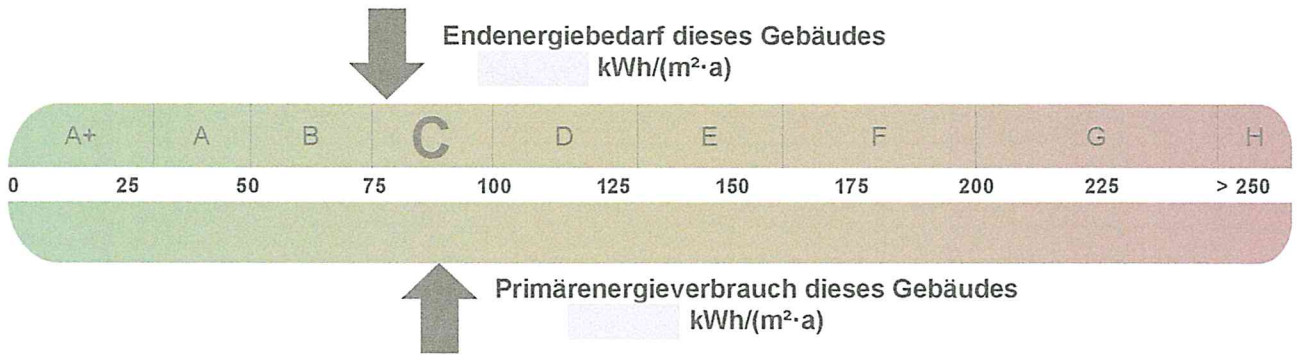 Endenergiebedarf dieses Gebäudes
kWh/(m²·a)
A+ A B C D E F G H
0 25 50 75 100 125 150 175 200 225 > 250
Primärenergieverbrauch dieses Gebäudes
kWh/(m²·a)